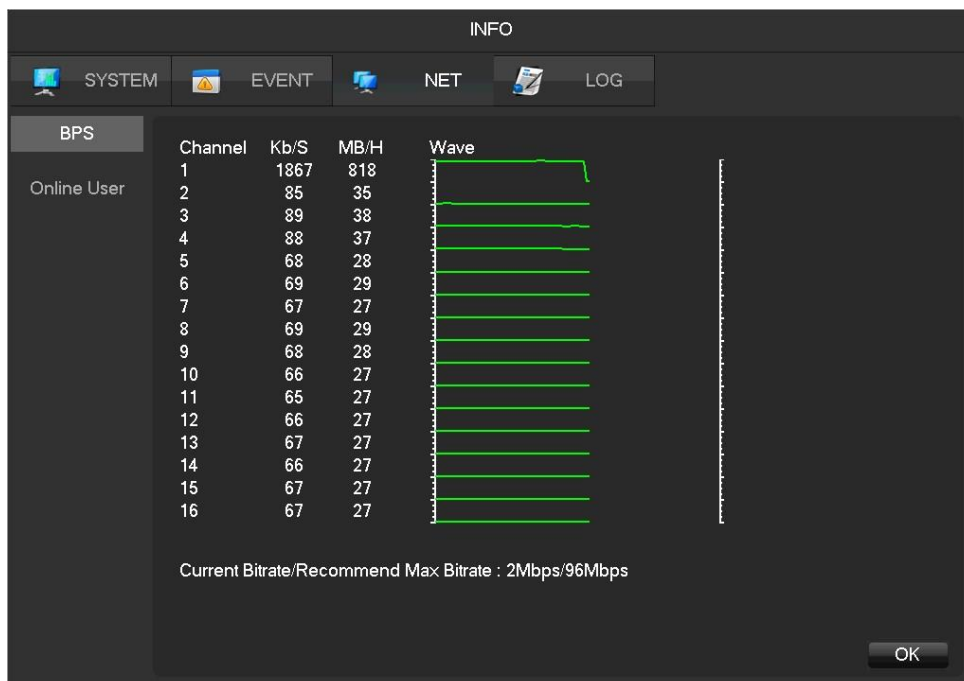 INFO
SYSTEM EVENT NET LOG
BPS
Online User
Channel Kb/S MB/H Wave
1 1867 818
2 85 35
3 89 38
4 88 37
5 68 28
6 69 29
7 67 27
8 69 29
9 68 28
10 66 27
11 65 27
12 66 27
13 67 27
14 66 27
15 67 27
16 67 27
Current Bitrate/Recommend Max Bitrate : 2Mbps/96Mbps
OK